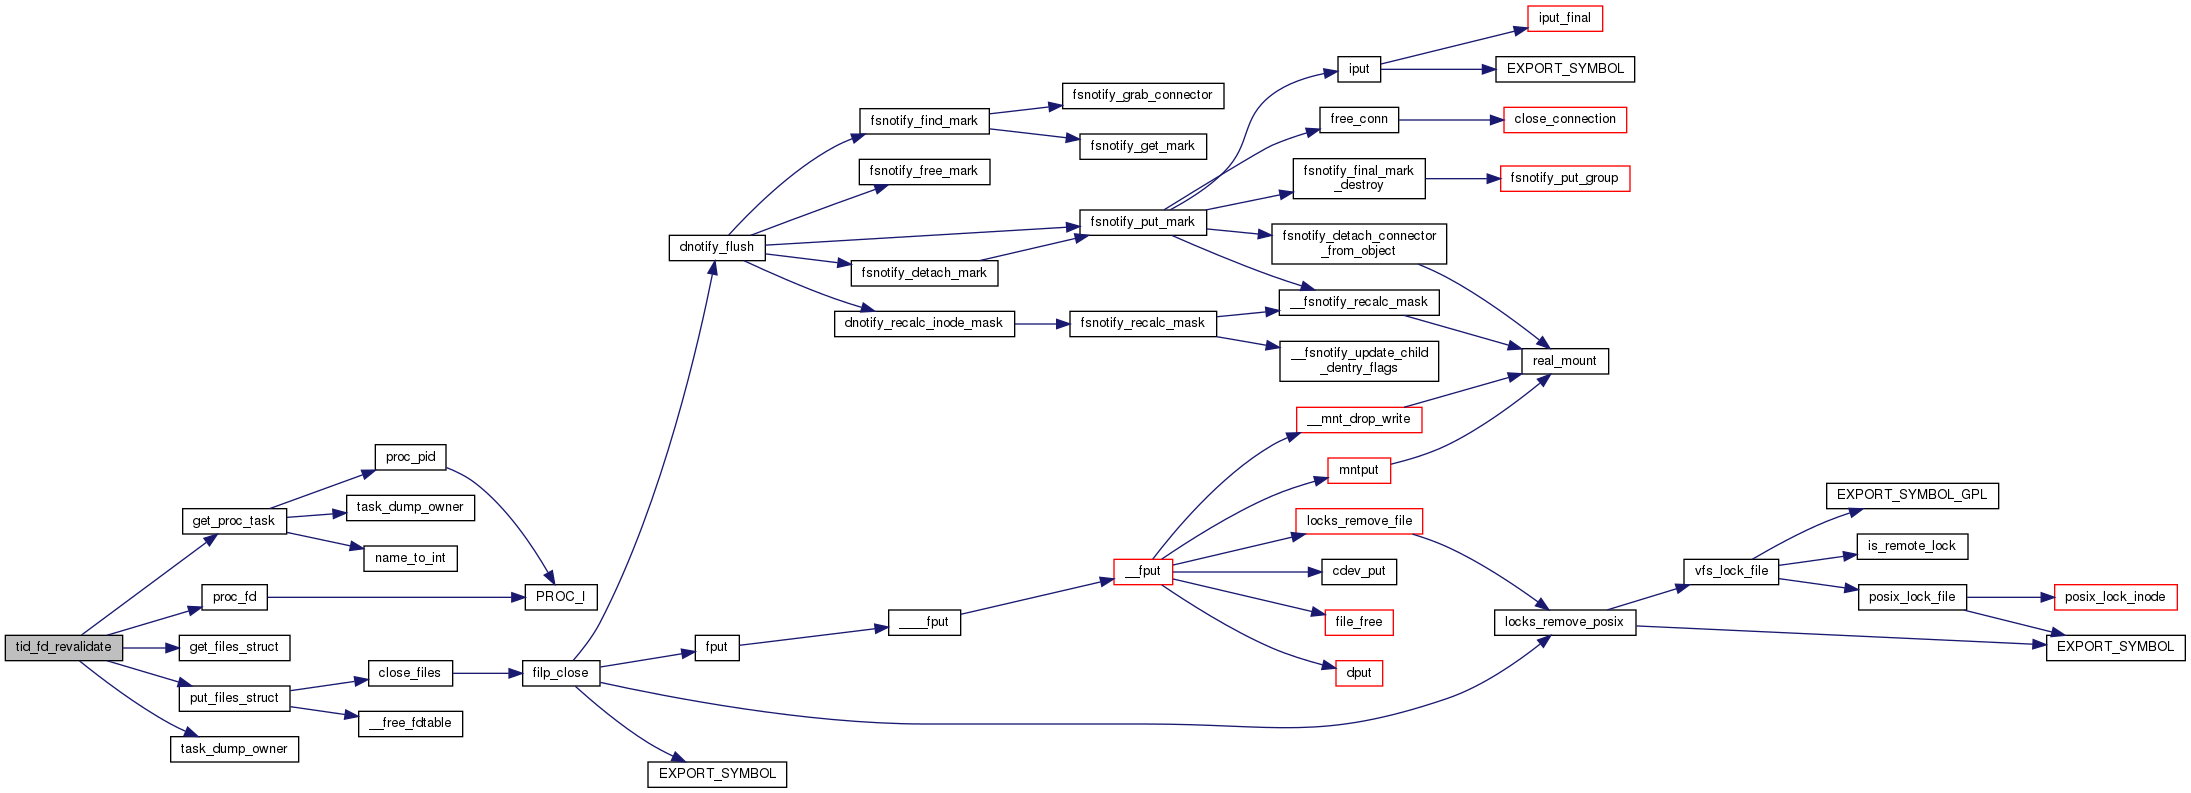 iput_final
iput
EXPORT_SYMBOL
fsnotify_grab_connector
fsnotify_find_mark
free_conn
close_connection
fsnotify_get_mark
fsnotify_free_mark
fsnotify_final_mark
_destroy
fsnotify_put_group
fsnotify_put_mark
dnotify_flush
fsnotify_detach_connector
_from_object
fsnotify_detach_mark
__fsnotify_recalc_mask
dnotify_recalc_inode_mask
fsnotify_recalc_mask
__fsnotify_update_child
_dentry_flags
real_mount
__mnt_drop_write
proc_pid
mntput
EXPORT_SYMBOL_GPL
task_dump_owner
get_proc_task
locks_remove_file
is_remote_lock
name_to_int
__fput
cdev_put
vfs_lock_file
proc_fd
PROC_I
posix_lock_file
posix_lock_inode
____fput
file_free
locks_remove_posix
tid_fd_revalidate
get_files_struct
fput
EXPORT_SYMBOL
close_files
filp_close
dput
put_files_struct
__free_fdtable
task_dump_owner
EXPORT_SYMBOL